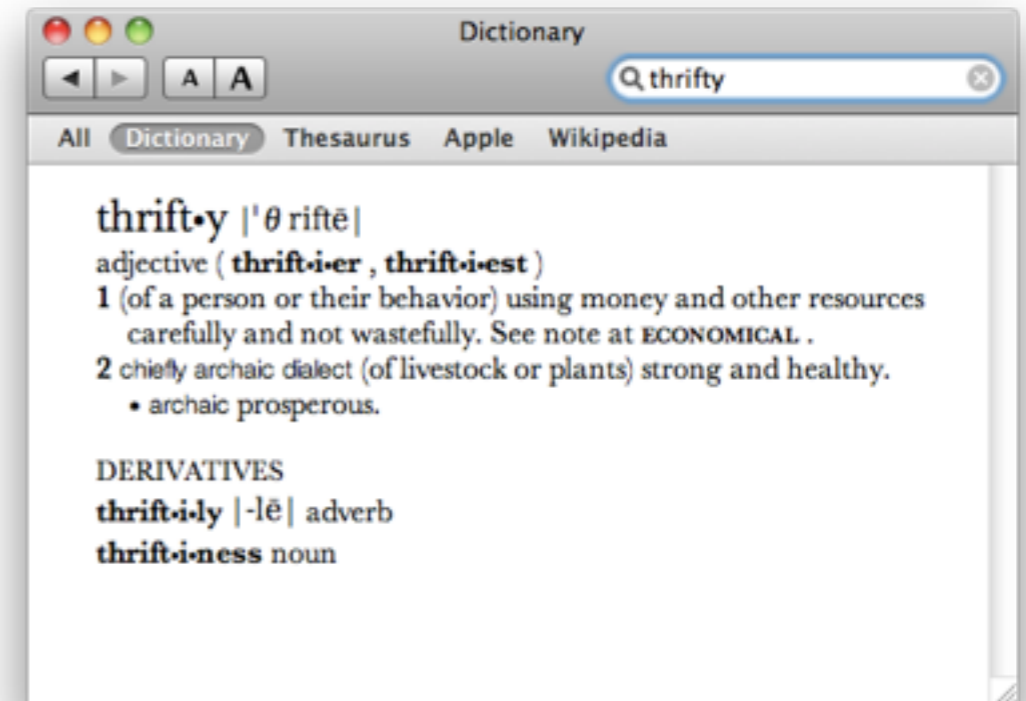 Dictionary
A A thrifty
All Dictionary Thesaurus Apple Wikipedia
thrift•y |ˈθriftē|
adjective ( thrift•i•er , thrift•i•est )
1 (of a person or their behavior) using money and other resources
carefully and not wastefully. See note at ECONOMICAL .
2 chiefly archaic dialect (of livestock or plants) strong and healthy.
• archaic prosperous.
DERIVATIVES
thrift•i•ly |-lē| adverb
thrift•i•ness noun